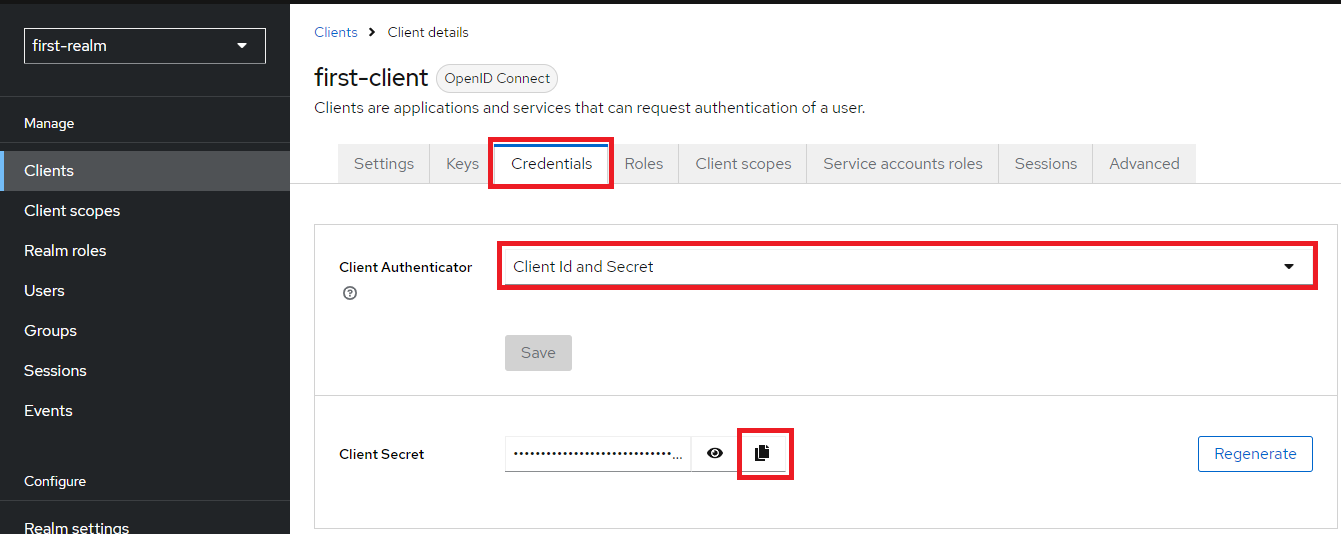 first-realm
Manage
Clients
Client scopes
Realm roles
Users
Groups
Sessions
Events
Configure
Realm settings
Clients > Client details
first-client OpenID Connect
Clients are applications and services that can request authentication of a user.
Settings Keys Credentials Roles Client scopes Service accounts roles Sessions Advanced
Client Authenticator Client Id and Secret
Save
Client Secret ••••••••••••••••••••••••••••••... Regenerate